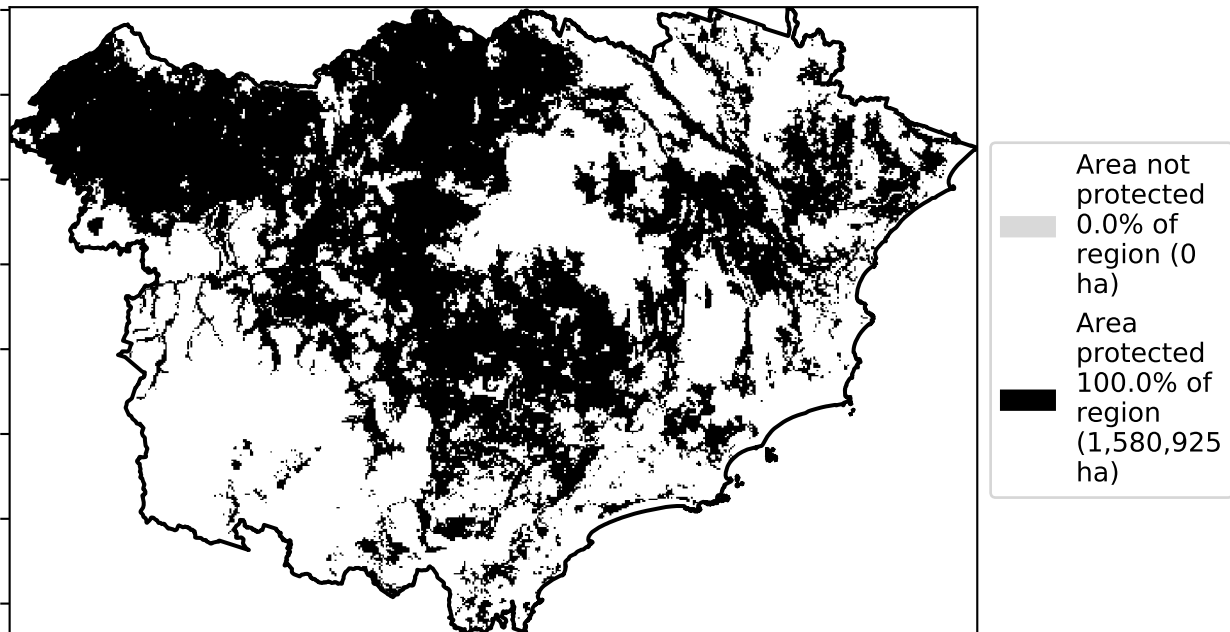 Area not
protected
0.0% of
region (0
ha)
Area
protected
100.0% of
region
(1,580,925
ha)